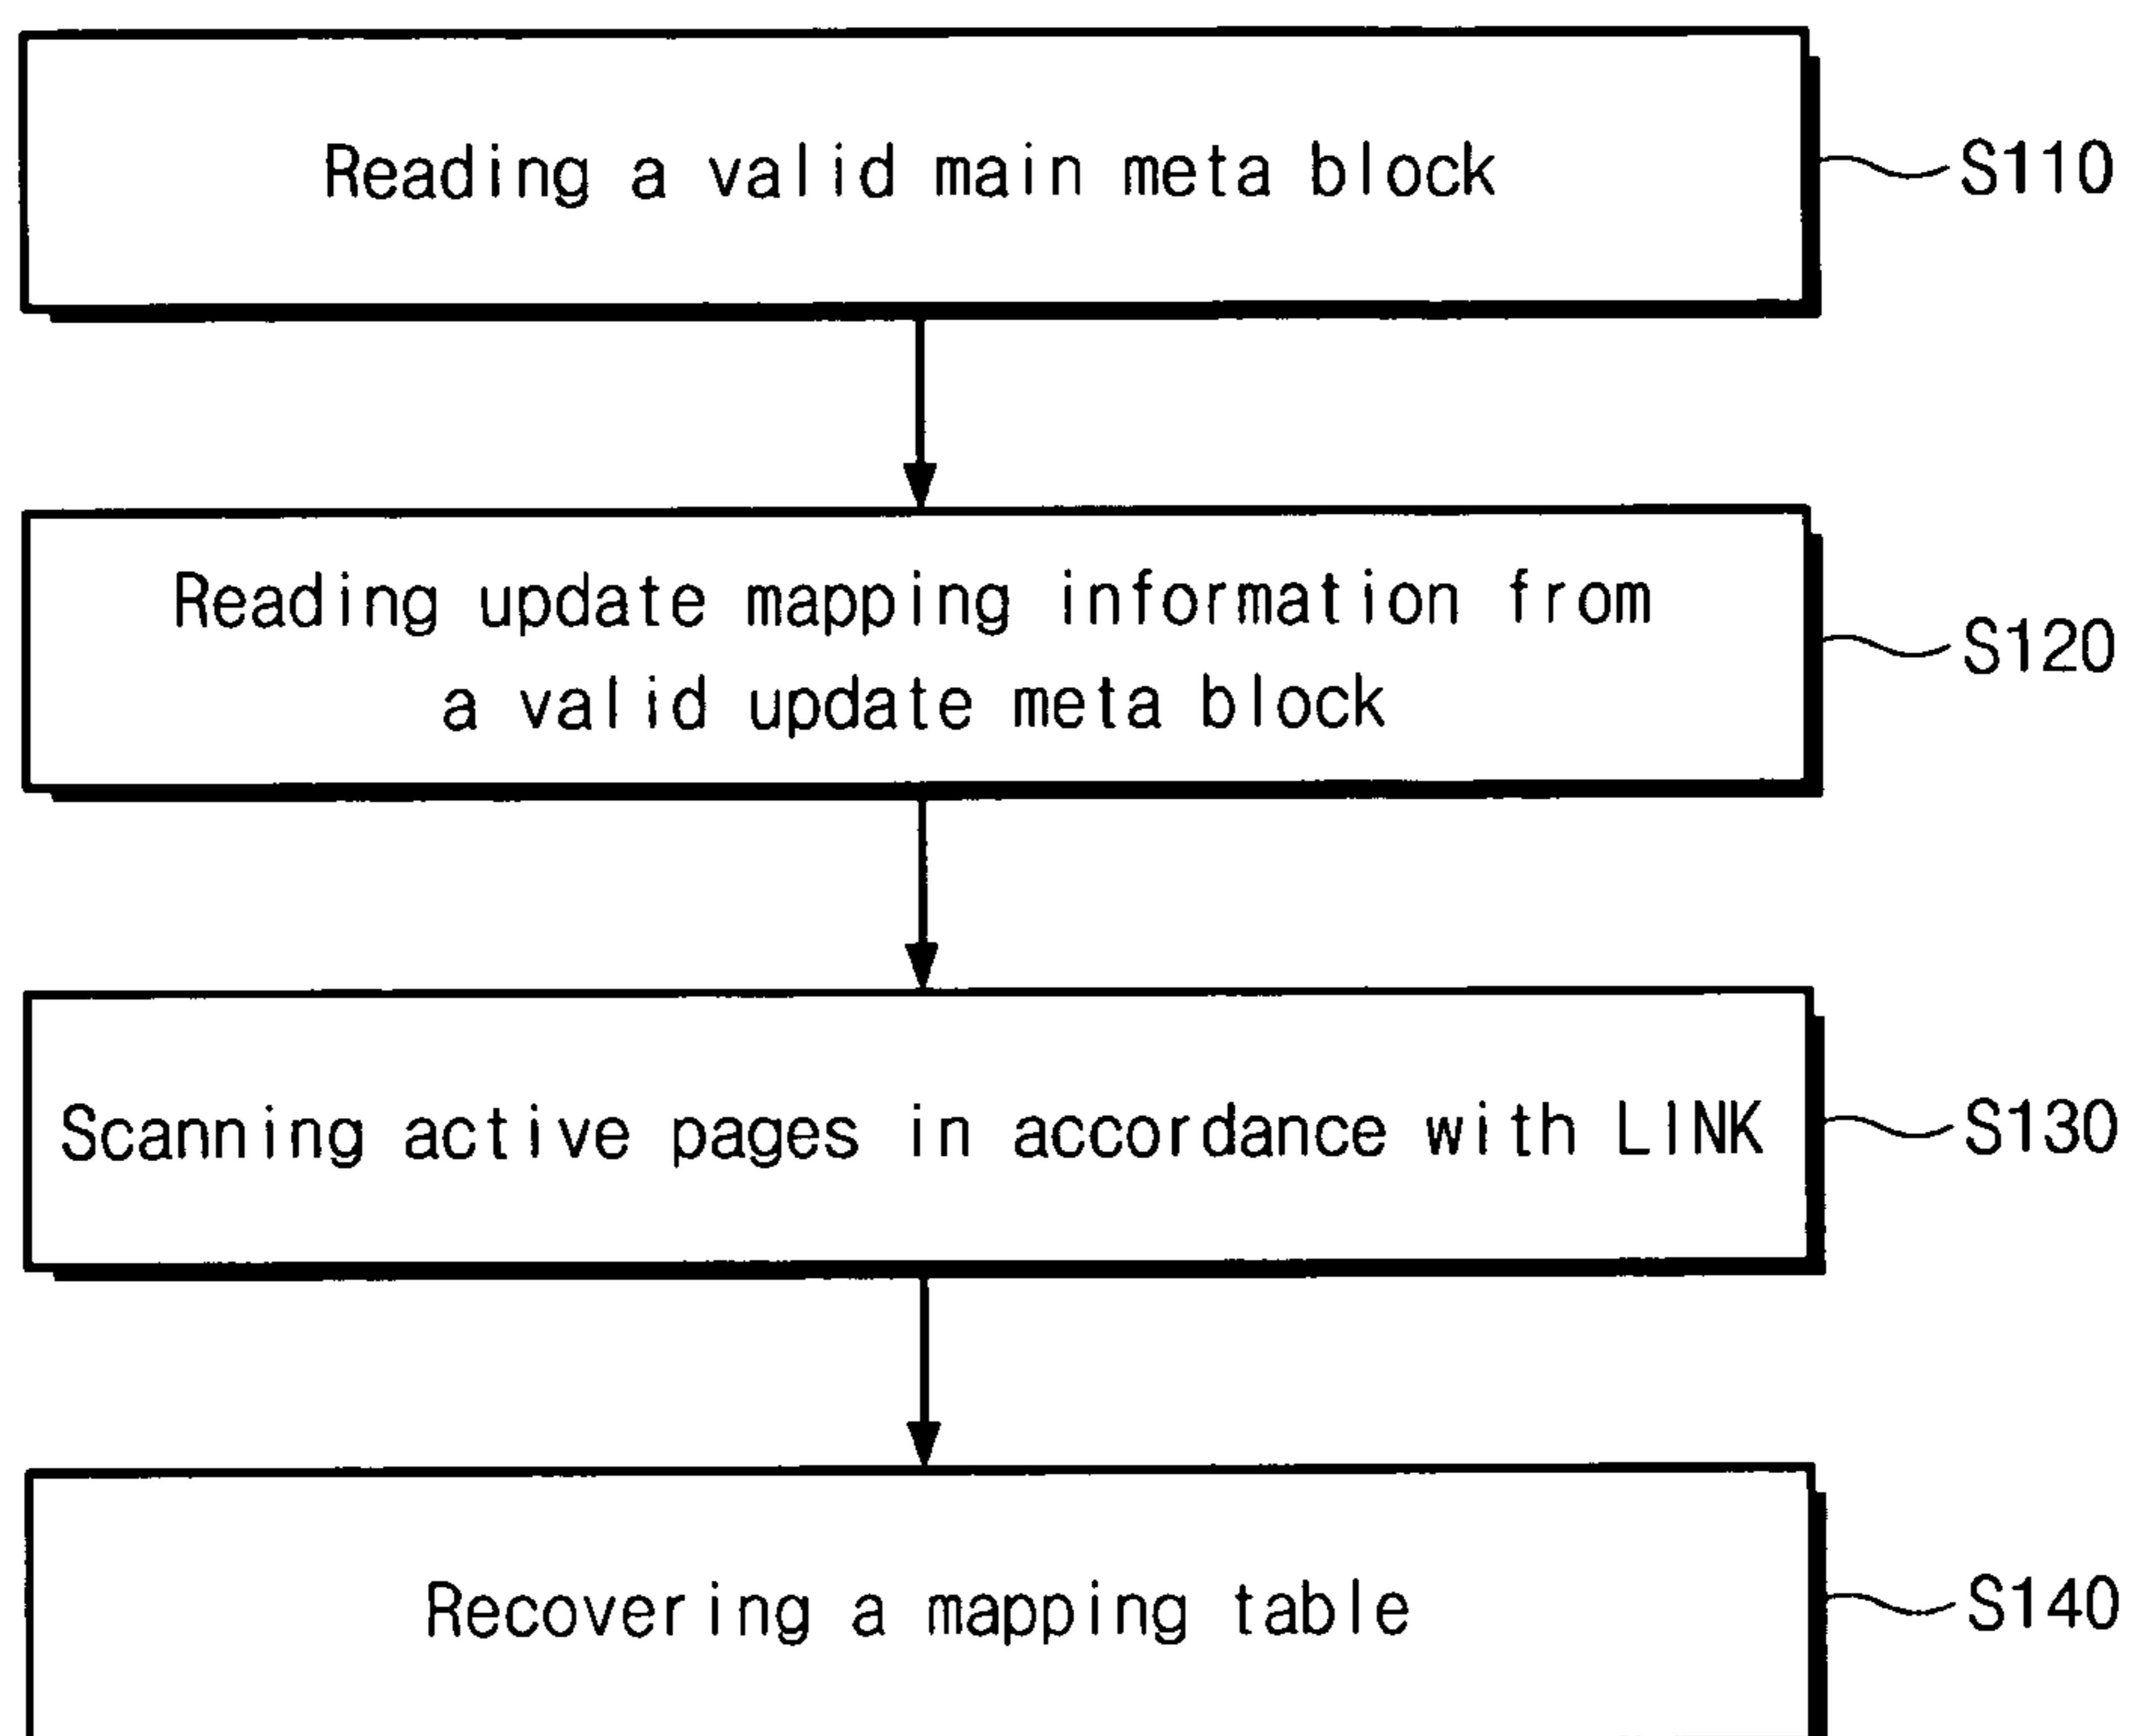 Reading a valid main meta block
S110
Reading update mapping information from
a valid update meta block
S120
Scanning active pages in accordance with LINK
S130
Recovering a mapping table
S140